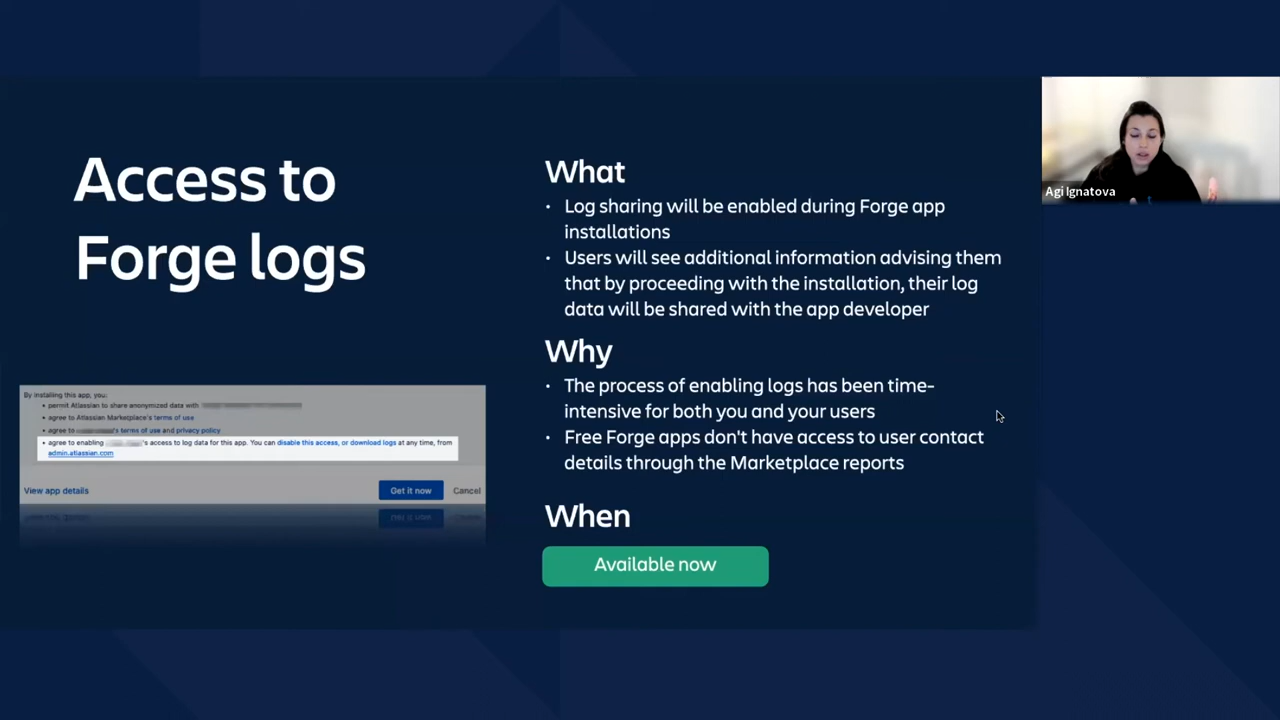 Access to
Forge logs
What
• Log sharing will be enabled during Forge app
installations
• Users will see additional information advising them
that by proceeding with the installation, their log
data will be shared with the app developer
Why
• The process of enabling logs has been time-
intensive for both you and your users
• Free Forge apps don't have access to user contact
details through the Marketplace reports
When
Available now
By installing this app, you:
• permit Atlassian to share anonymized data with
• agree to Atlassian Marketplace's terms of use
• agree to 's terms of use and privacy policy
• agree to enabling 's access to log data for this app. You can disable this access, or download logs at any time, from
admin.atlassian.com
View app details
Get it now
Cancel
Agi Ignatova